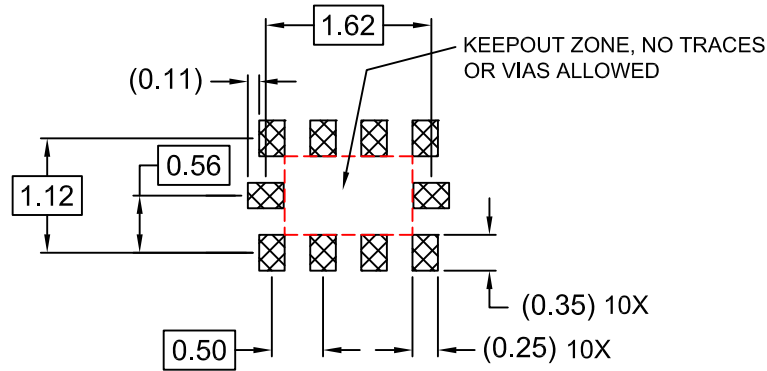 1.62
KEEPOUT ZONE, NO TRACES
OR VIAS ALLOWED
(0.11)
0.56
1.12
(0.35) 10X
0.50
(0.25) 10X